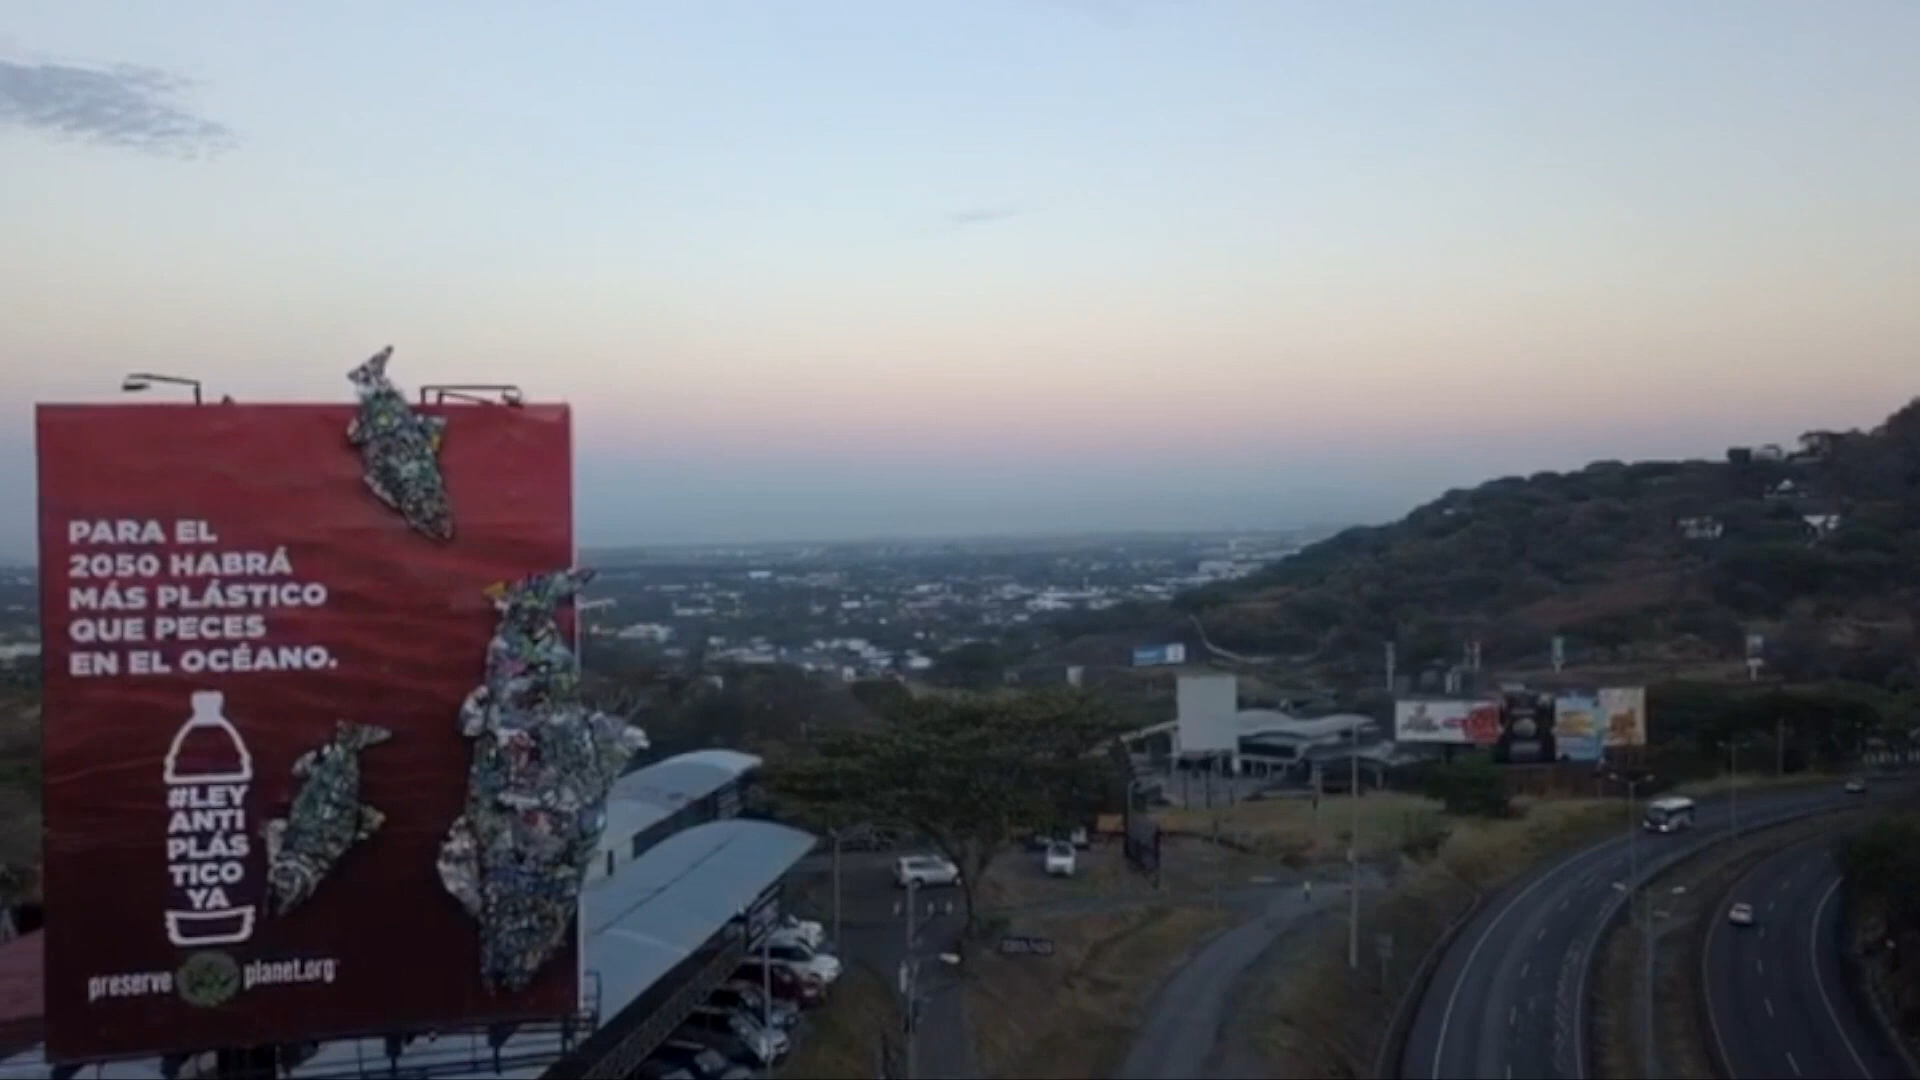 PARA EL
2050 HABRÁ
MÁS PLÁSTICO
QUE PECES
EN EL OCÉANO.
#LEY
ANTI
PLÁS
TICO
YA
preserve planet.org